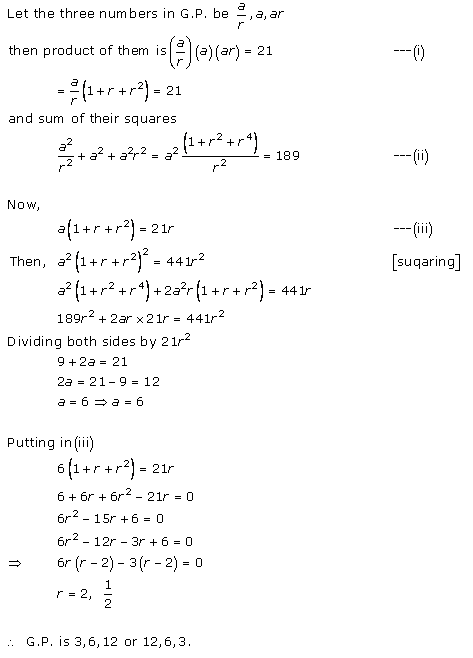 Let the three numbers in G.P. be a/r, a, ar
then product of them is (a/r)(a)(ar) = 21 ---(i)
= a/r(1 + r + r²) = 21
and sum of their squares
a²/r² + a² + a²r² = a² (1 + r² + r⁴)/r² = 189 ---(ii)
Now,
a(1 + r + r²) = 21r ---(iii)
Then, a²(1 + r + r²)² = 441r² [suqaring]
a²(1 + r² + r⁴) + 2a²r(1 + r + r²) = 441r
189r² + 2ar × 21r = 441r²
Dividing both sides by 21r²
9 + 2a = 21
2a = 21 – 9 = 12
a = 6 ⇒ a = 6
Putting in (iii)
6(1 + r + r²) = 21r
6 + 6r + 6r² – 21r = 0
6r² – 15r + 6 = 0
6r² – 12r – 3r + 6 = 0
⇒ 6r(r – 2) – 3(r – 2) = 0
r = 2, 1/2
∴ G.P. is 3, 6, 12 or 12, 6, 3.